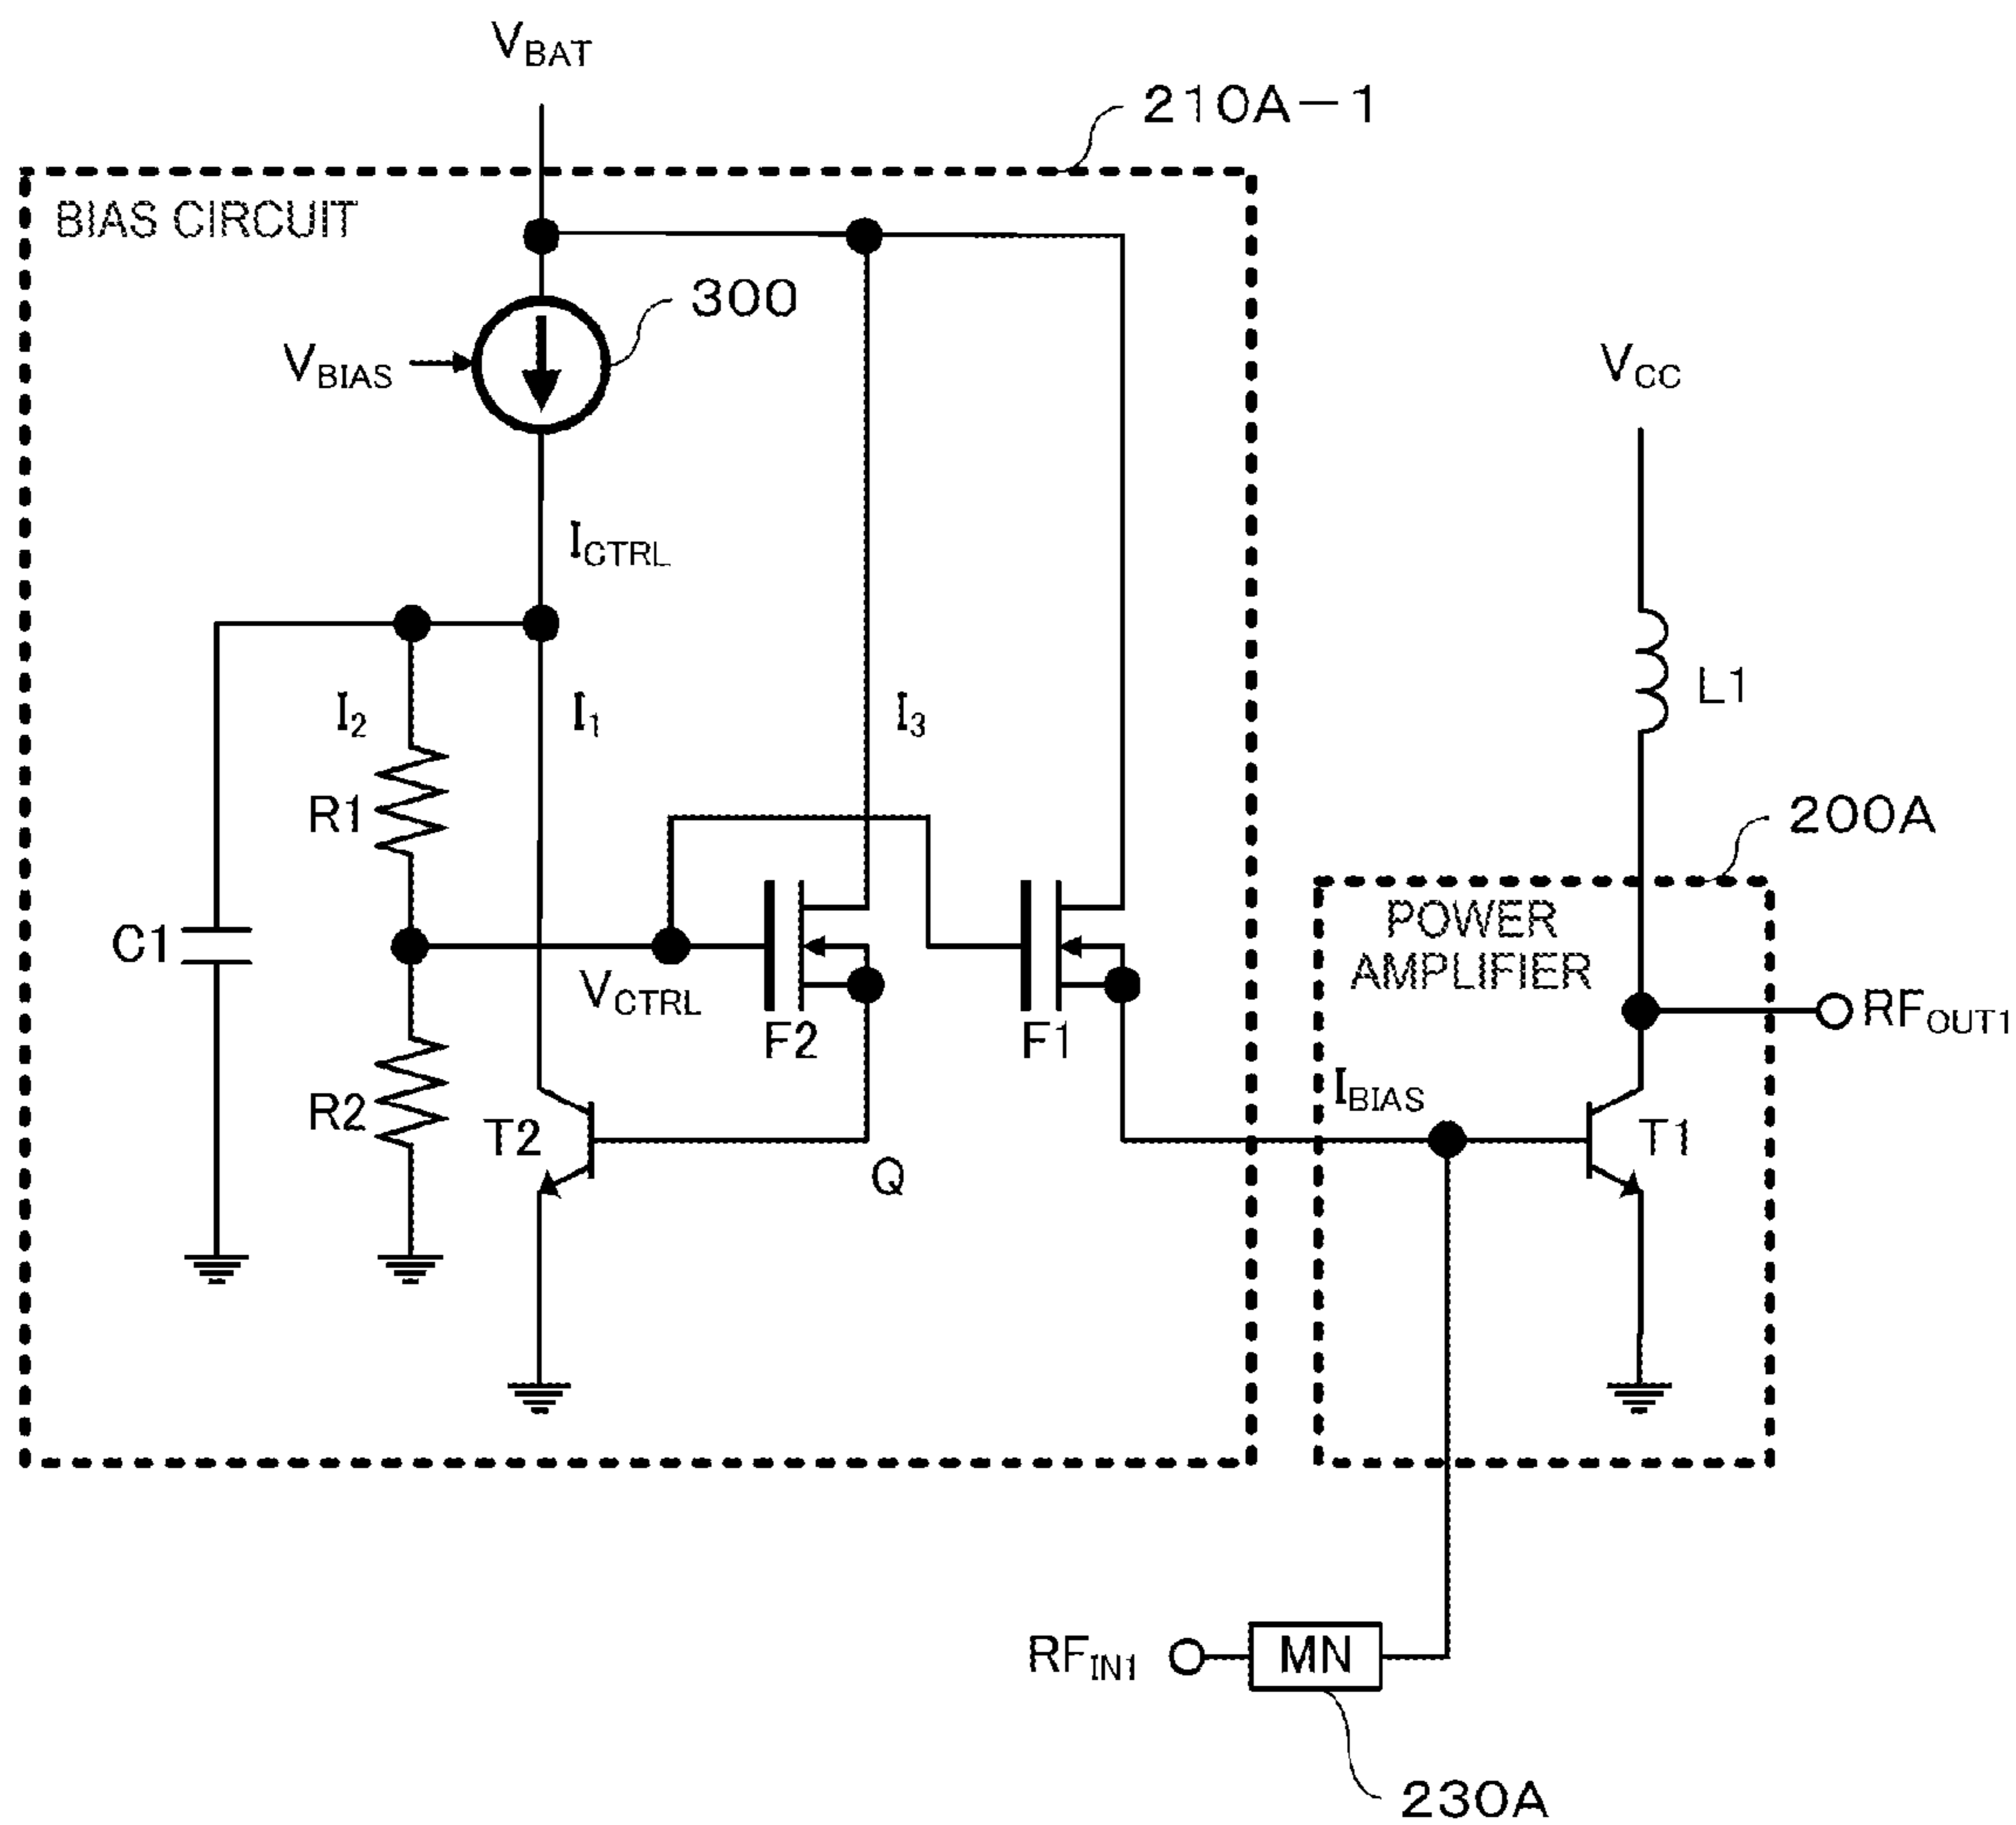 VBAT
210A-1
BIAS CIRCUIT
300
VBIAS
VCC
ICTRL
L1
I2
I1
I3
R1
200A
POWER
AMPLIFIER
C1
VCTRL
F2
F1
RFOUT1
IBIAS
R2
T2
T1
Q
RFIN1
MN
230A